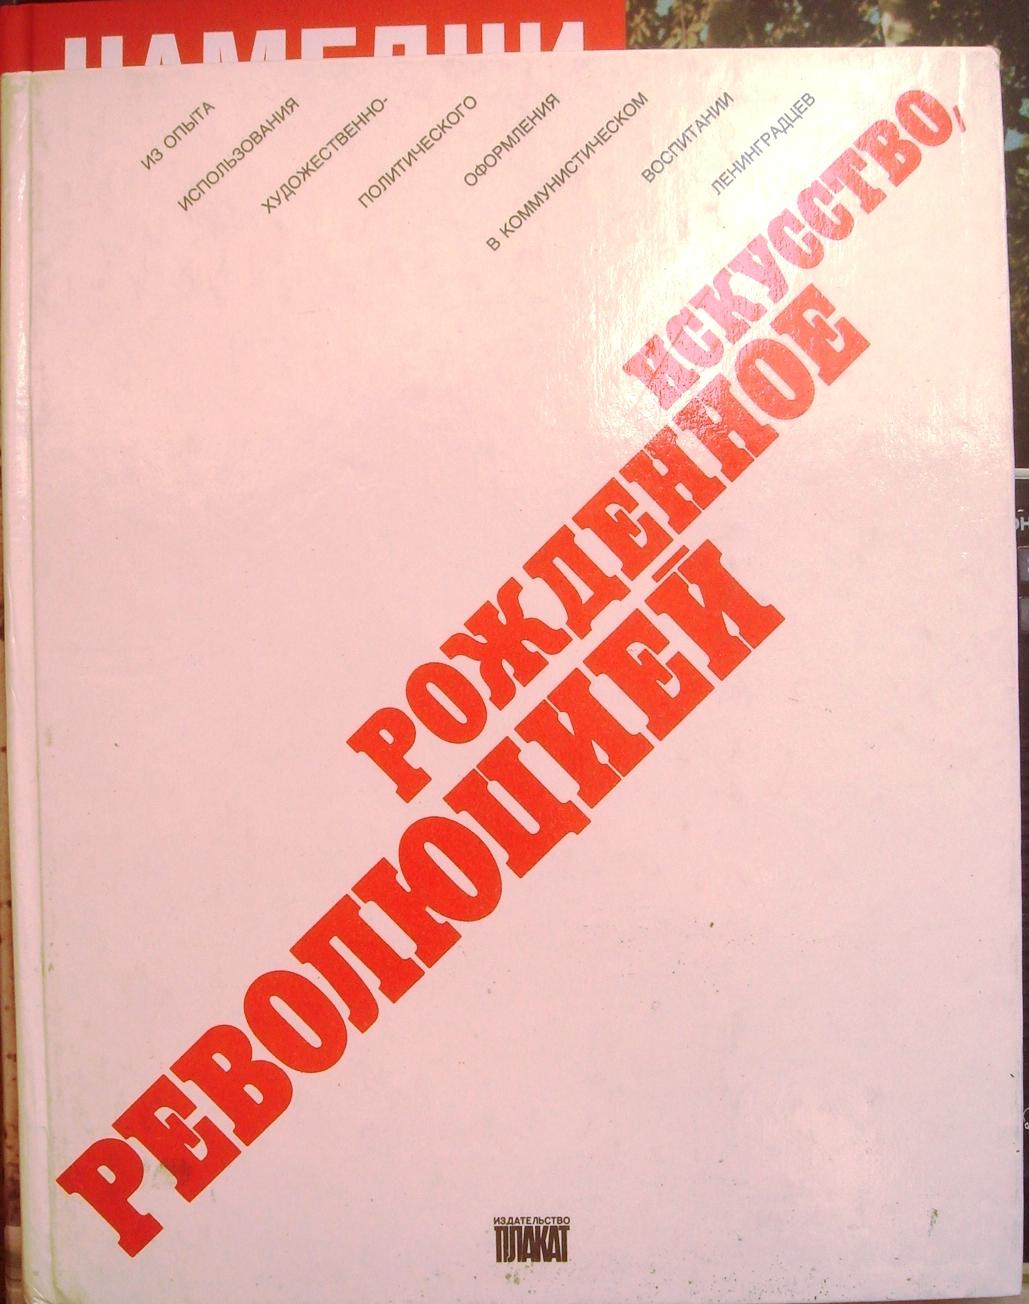 НАМЕДНИ
ИЗ ОПЫТА
ИСПОЛЬЗОВАНИЯ
ХУДОЖЕСТВЕННО-
ПОЛИТИЧЕСКОГО
ОФОРМЛЕНИЯ
В КОММУНИСТИЧЕСКОМ
ВОСПИТАНИИ
ЛЕНИНГРАДЦЕВ
ИСКУССТВО,
РОЖДЕННОЕ
РЕВОЛЮЦИЕЙ
ИЗДАТЕЛЬСТВО
ПЛАКАТ